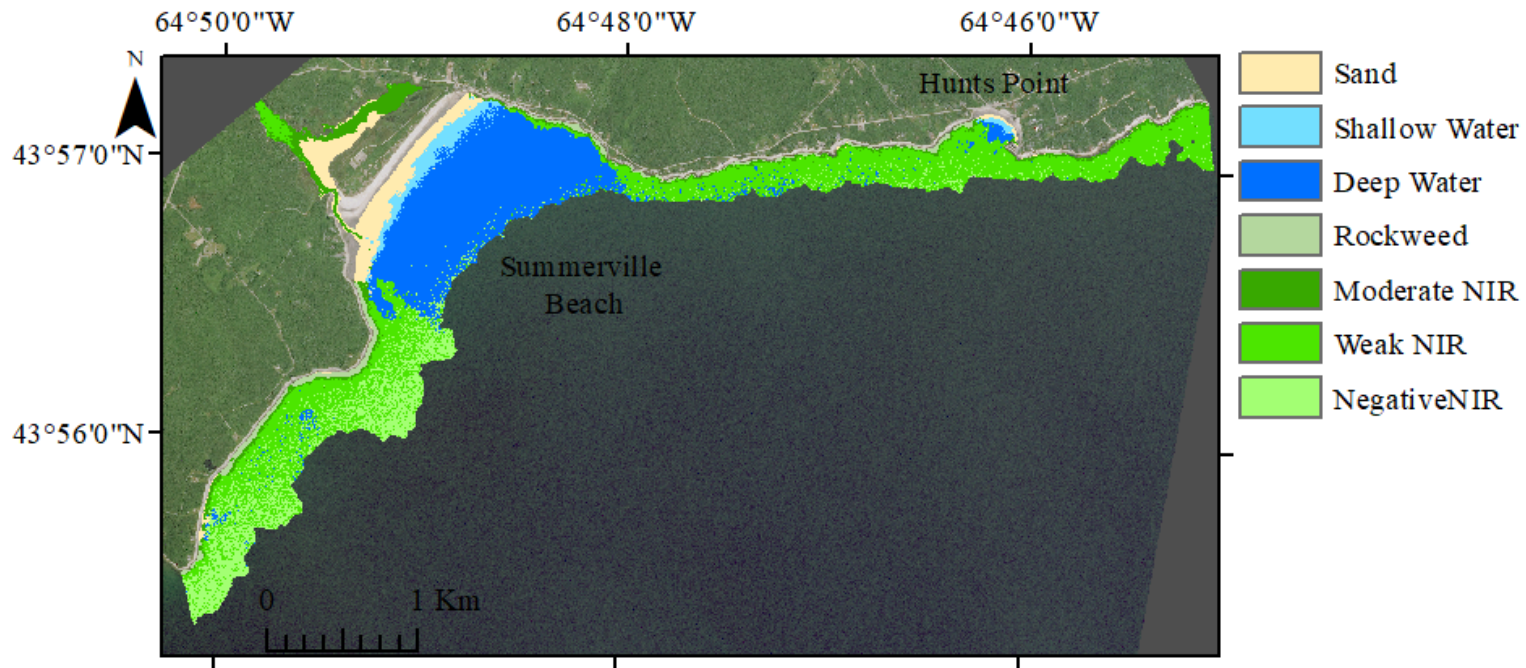 64°50'0"W 64°48'0"W 64°46'0"W
N
Hunts Point
43°57'0"N
Summerville
Beach
43°56'0"N
0 1 Km
Sand
Shallow Water
Deep Water
Rockweed
Moderate NIR
Weak NIR
NegativeNIR